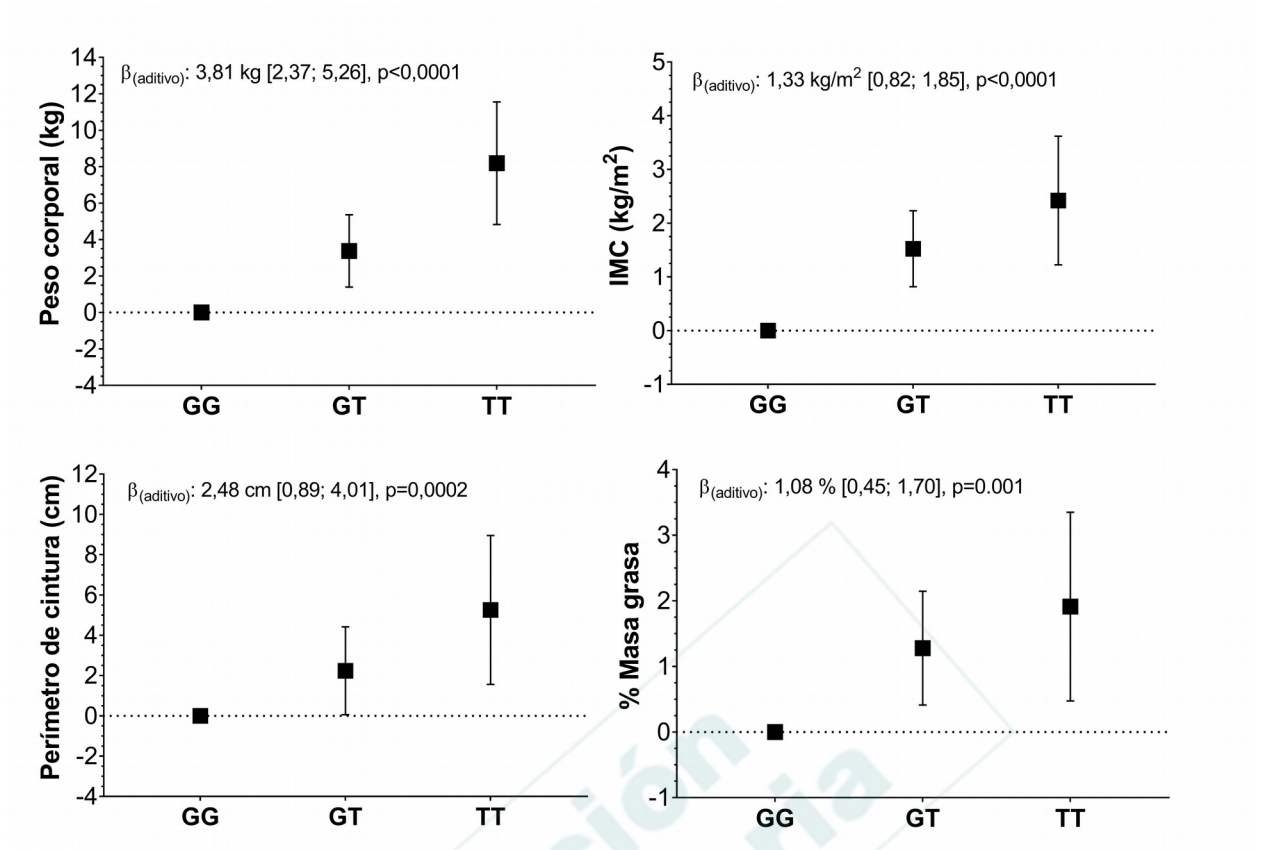 β(aditivo): 3,81 kg [2,37; 5,26], p<0,0001
Peso corporal (kg)
14
12
10
8
6
4
2
0
-2
-4
GG GT TT
β(aditivo): 1,33 kg/m² [0,82; 1,85], p<0,0001
IMC (kg/m²)
5
4
3
2
1
0
-1
GG GT TT
β(aditivo): 2,48 cm [0,89; 4,01], p=0,0002
Perímetro de cintura (cm)
12
10
8
6
4
2
0
-2
-4
GG GT TT
β(aditivo): 1,08 % [0,45; 1,70], p=0.001
% Masa grasa
4
3
2
1
0
-1
GG GT TT